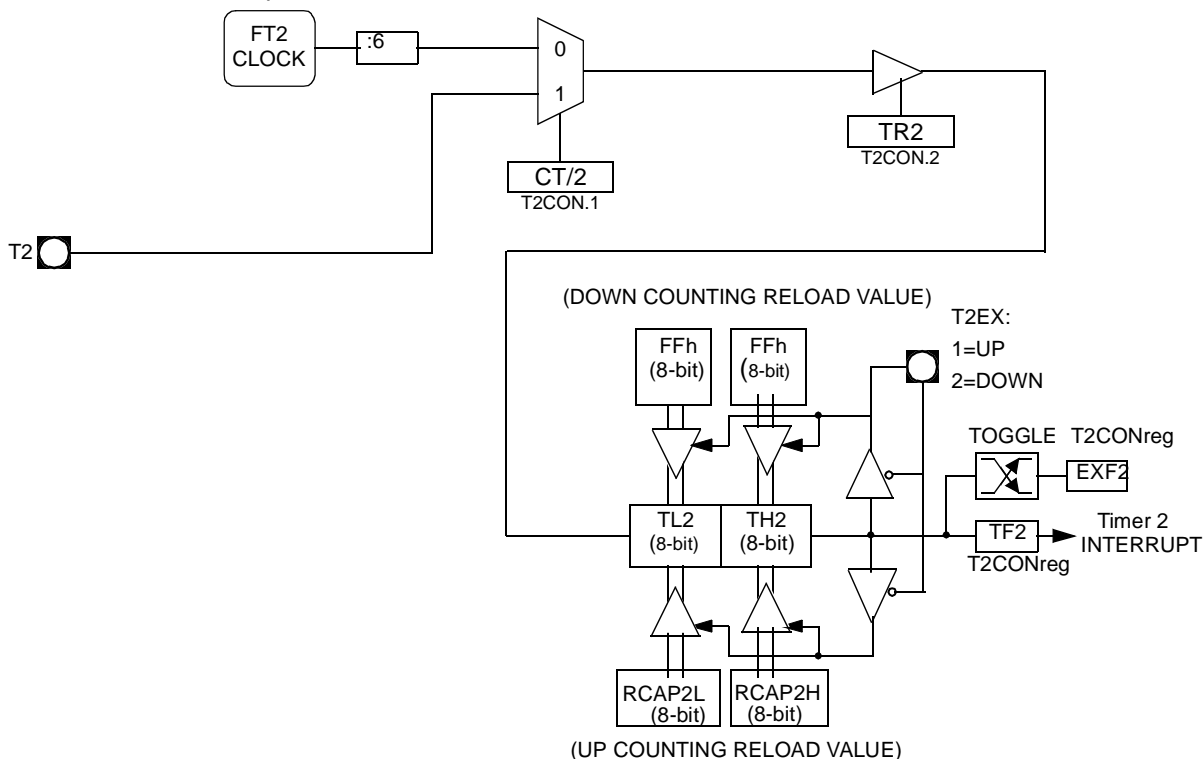 FT2
CLOCK
:6
0
1
TR2
T2CON.2
CT/2
T2CON.1
T2
(DOWN COUNTING RELOAD VALUE)
T2EX:
1=UP
2=DOWN
FFh
(8-bit)
FFh
(8-bit)
TOGGLE T2CONreg
EXF2
TL2
(8-bit)
TH2
(8-bit)
TF2
T2CONreg
Timer 2
INTERRUPT
RCAP2L
(8-bit)
RCAP2H
(8-bit)
(UP COUNTING RELOAD VALUE)